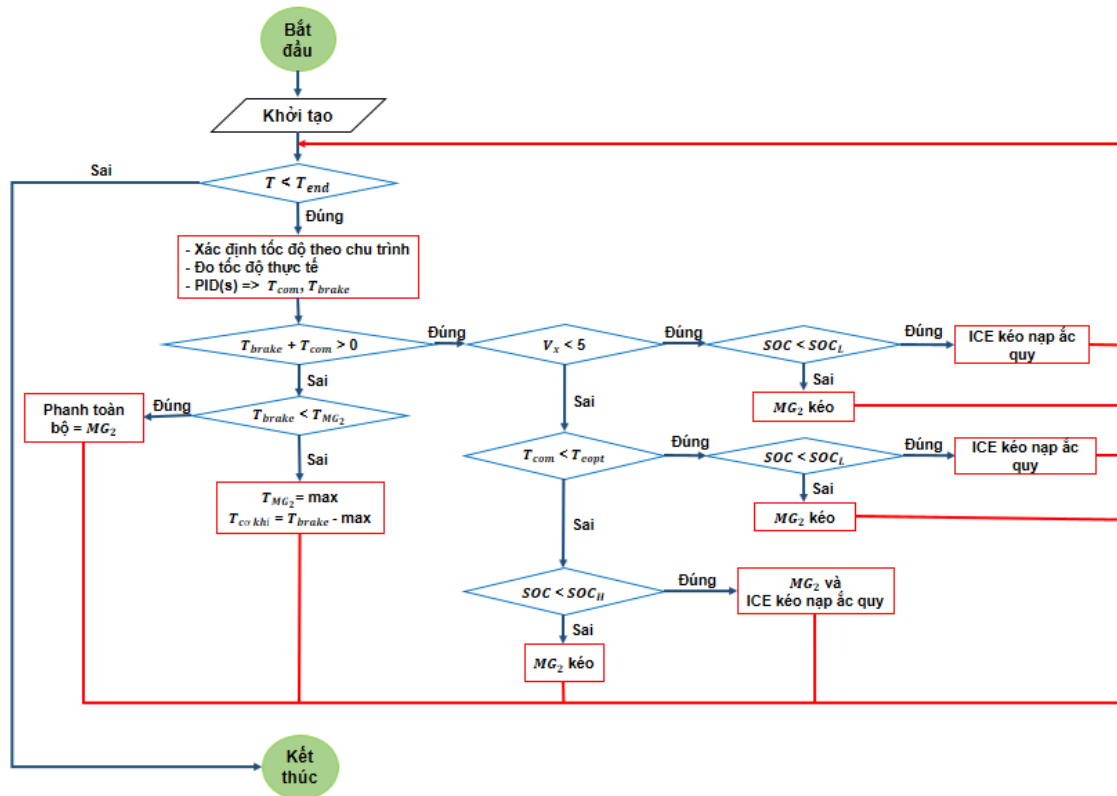 Bắt
đầu
Khởi tạo
Sai
T < T_end
Đúng
- Xác định tốc độ theo chu trình
- Đo tốc độ thực tế
- PID(s) => T_com, T_brake
T_brake + T_com > 0
Đúng
V_x < 5
Đúng
SOC < SOC_L
Đúng
ICE kéo nạp ắc
quy
Sai
Sai
MG_2 kéo
Phanh toàn
bộ = MG_2
Đúng
T_brake < T_MG_2
Sai
Sai
T_com < T_eopt
Đúng
SOC < SOC_L
Đúng
ICE kéo nạp ắc
quy
Sai
MG_2 kéo
T_MG_2 = max
T_cơ khí = T_brake - max
Sai
SOC < SOC_H
Đúng
MG_2 và
ICE kéo nạp ắc quy
Sai
MG_2 kéo
Kết
thúc